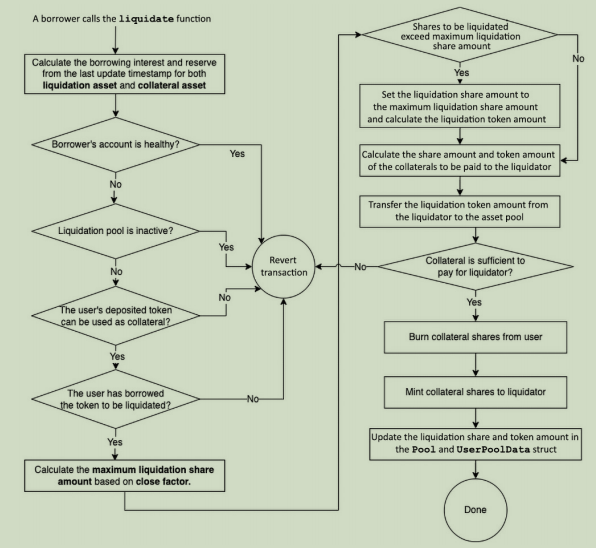 A borrower calls the liquidate function
Calculate the borrowing interest and reserve
from the last update timestamp for both
liquidation asset and collateral asset
Borrower's account is healthy?
Yes
No
Liquidation pool is inactive?
Yes
No
The user's deposited token
can be used as collateral?
No
Yes
The user has borrowed
the token to be liquidated?
No
Yes
Calculate the maximum liquidation share
amount based on close factor.
Revert
transaction
Shares to be liquidated
exceed maximum liquidation
share amount
No
Yes
Set the liquidation share amount to
the maximum liquidation share amount
and calculate the liquidation token amount
Calculate the share amount and token amount
of the collaterals to be paid to the liquidator
Transfer the liquidation token amount from
the liquidator to the asset pool
Collateral is sufficient to
pay for liquidator?
No
Yes
Burn collateral shares from user
Mint collateral shares to liquidator
Update the liquidation share and token amount in
the Pool and UserPoolData struct
Done